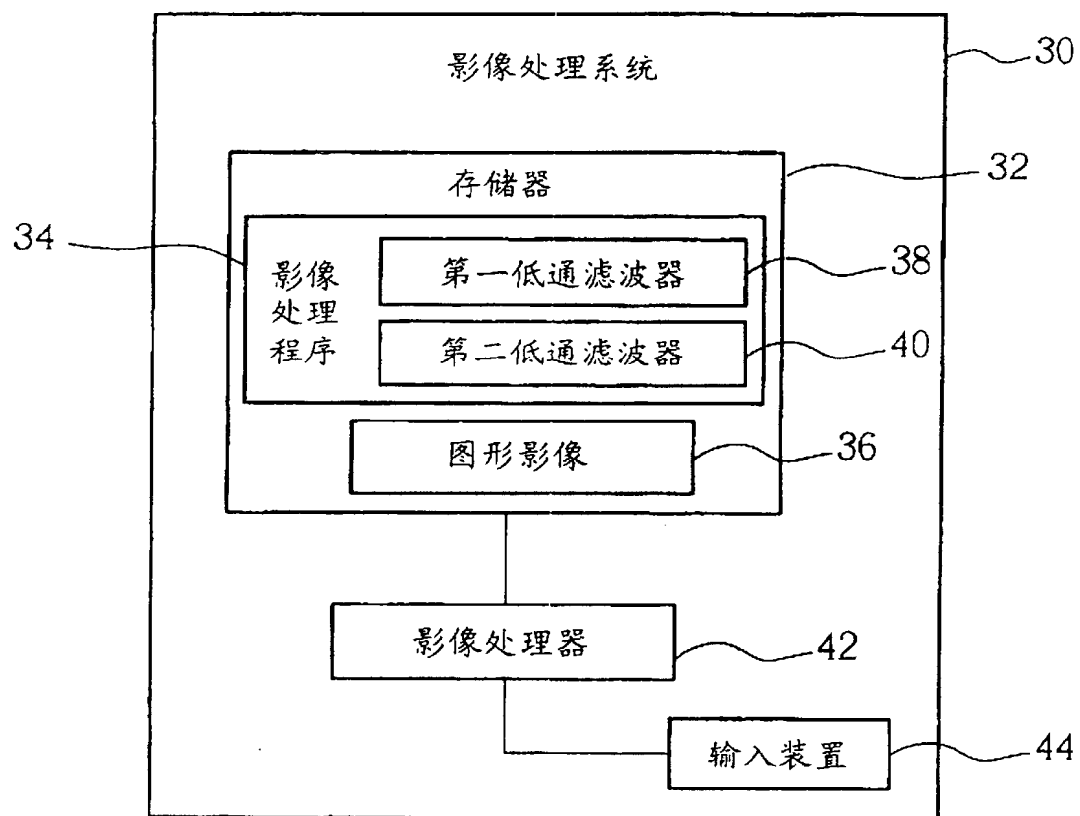 影像处理系统
30
存储器
32
34
影像
处理
程序
第一低通滤波器
38
第二低通滤波器
40
图形影像
36
影像处理器
42
输入装置
44